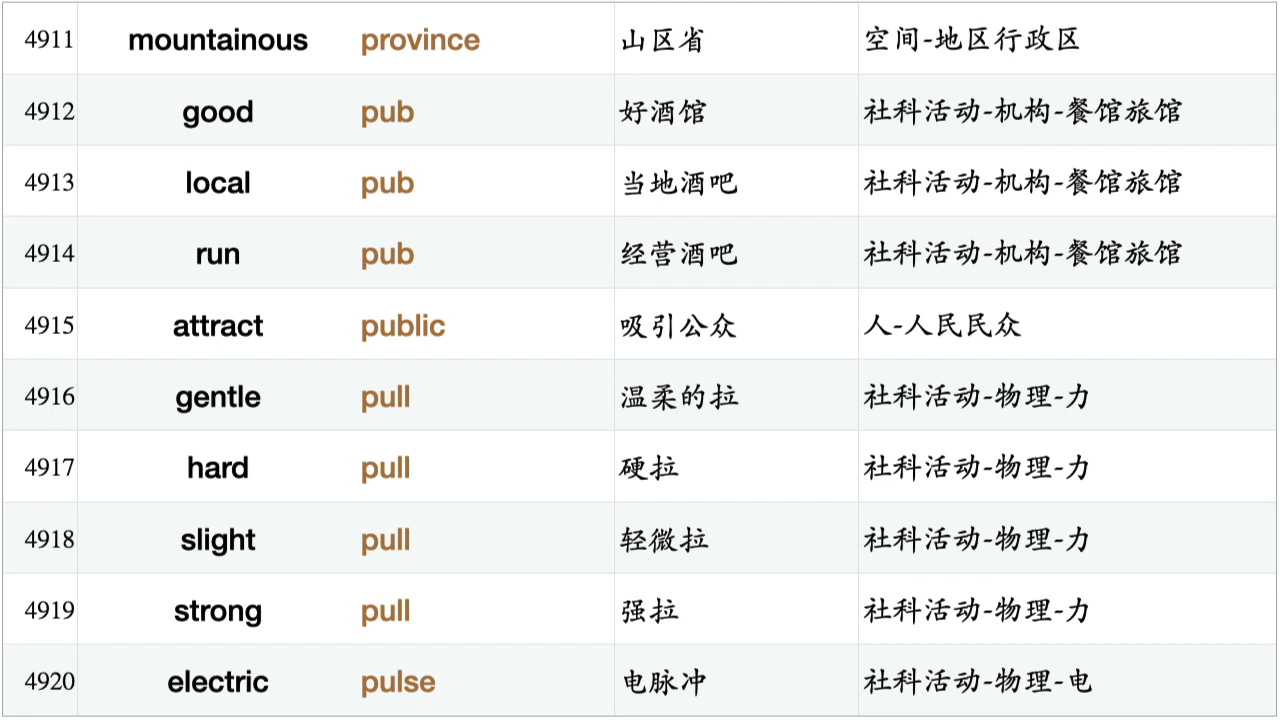 4911 mountainous province 山区省 空间-地区行政区
4912 good pub 好酒馆 社科活动-机构-餐馆旅馆
4913 local pub 当地酒吧 社科活动-机构-餐馆旅馆
4914 run pub 经营酒吧 社科活动-机构-餐馆旅馆
4915 attract public 吸引公众 人-人民民众
4916 gentle pull 温柔的拉 社科活动-物理-力
4917 hard pull 硬拉 社科活动-物理-力
4918 slight pull 轻微拉 社科活动-物理-力
4919 strong pull 强拉 社科活动-物理-力
4920 electric pulse 电脉冲 社科活动-物理-电